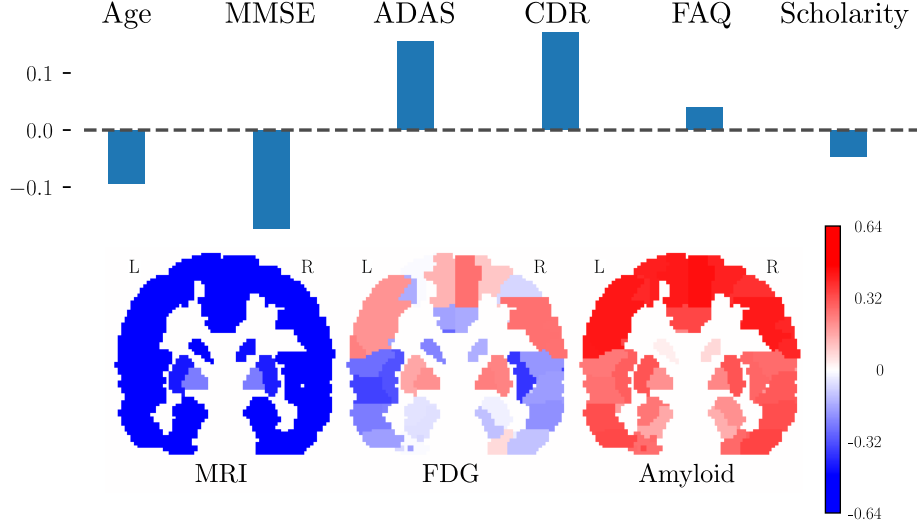 Age MMSE ADAS CDR FAQ Scholarity
0.1
0.0
−0.1
0.64
L R L R L R
0.32
0
-0.32
MRI FDG Amyloid
-0.64